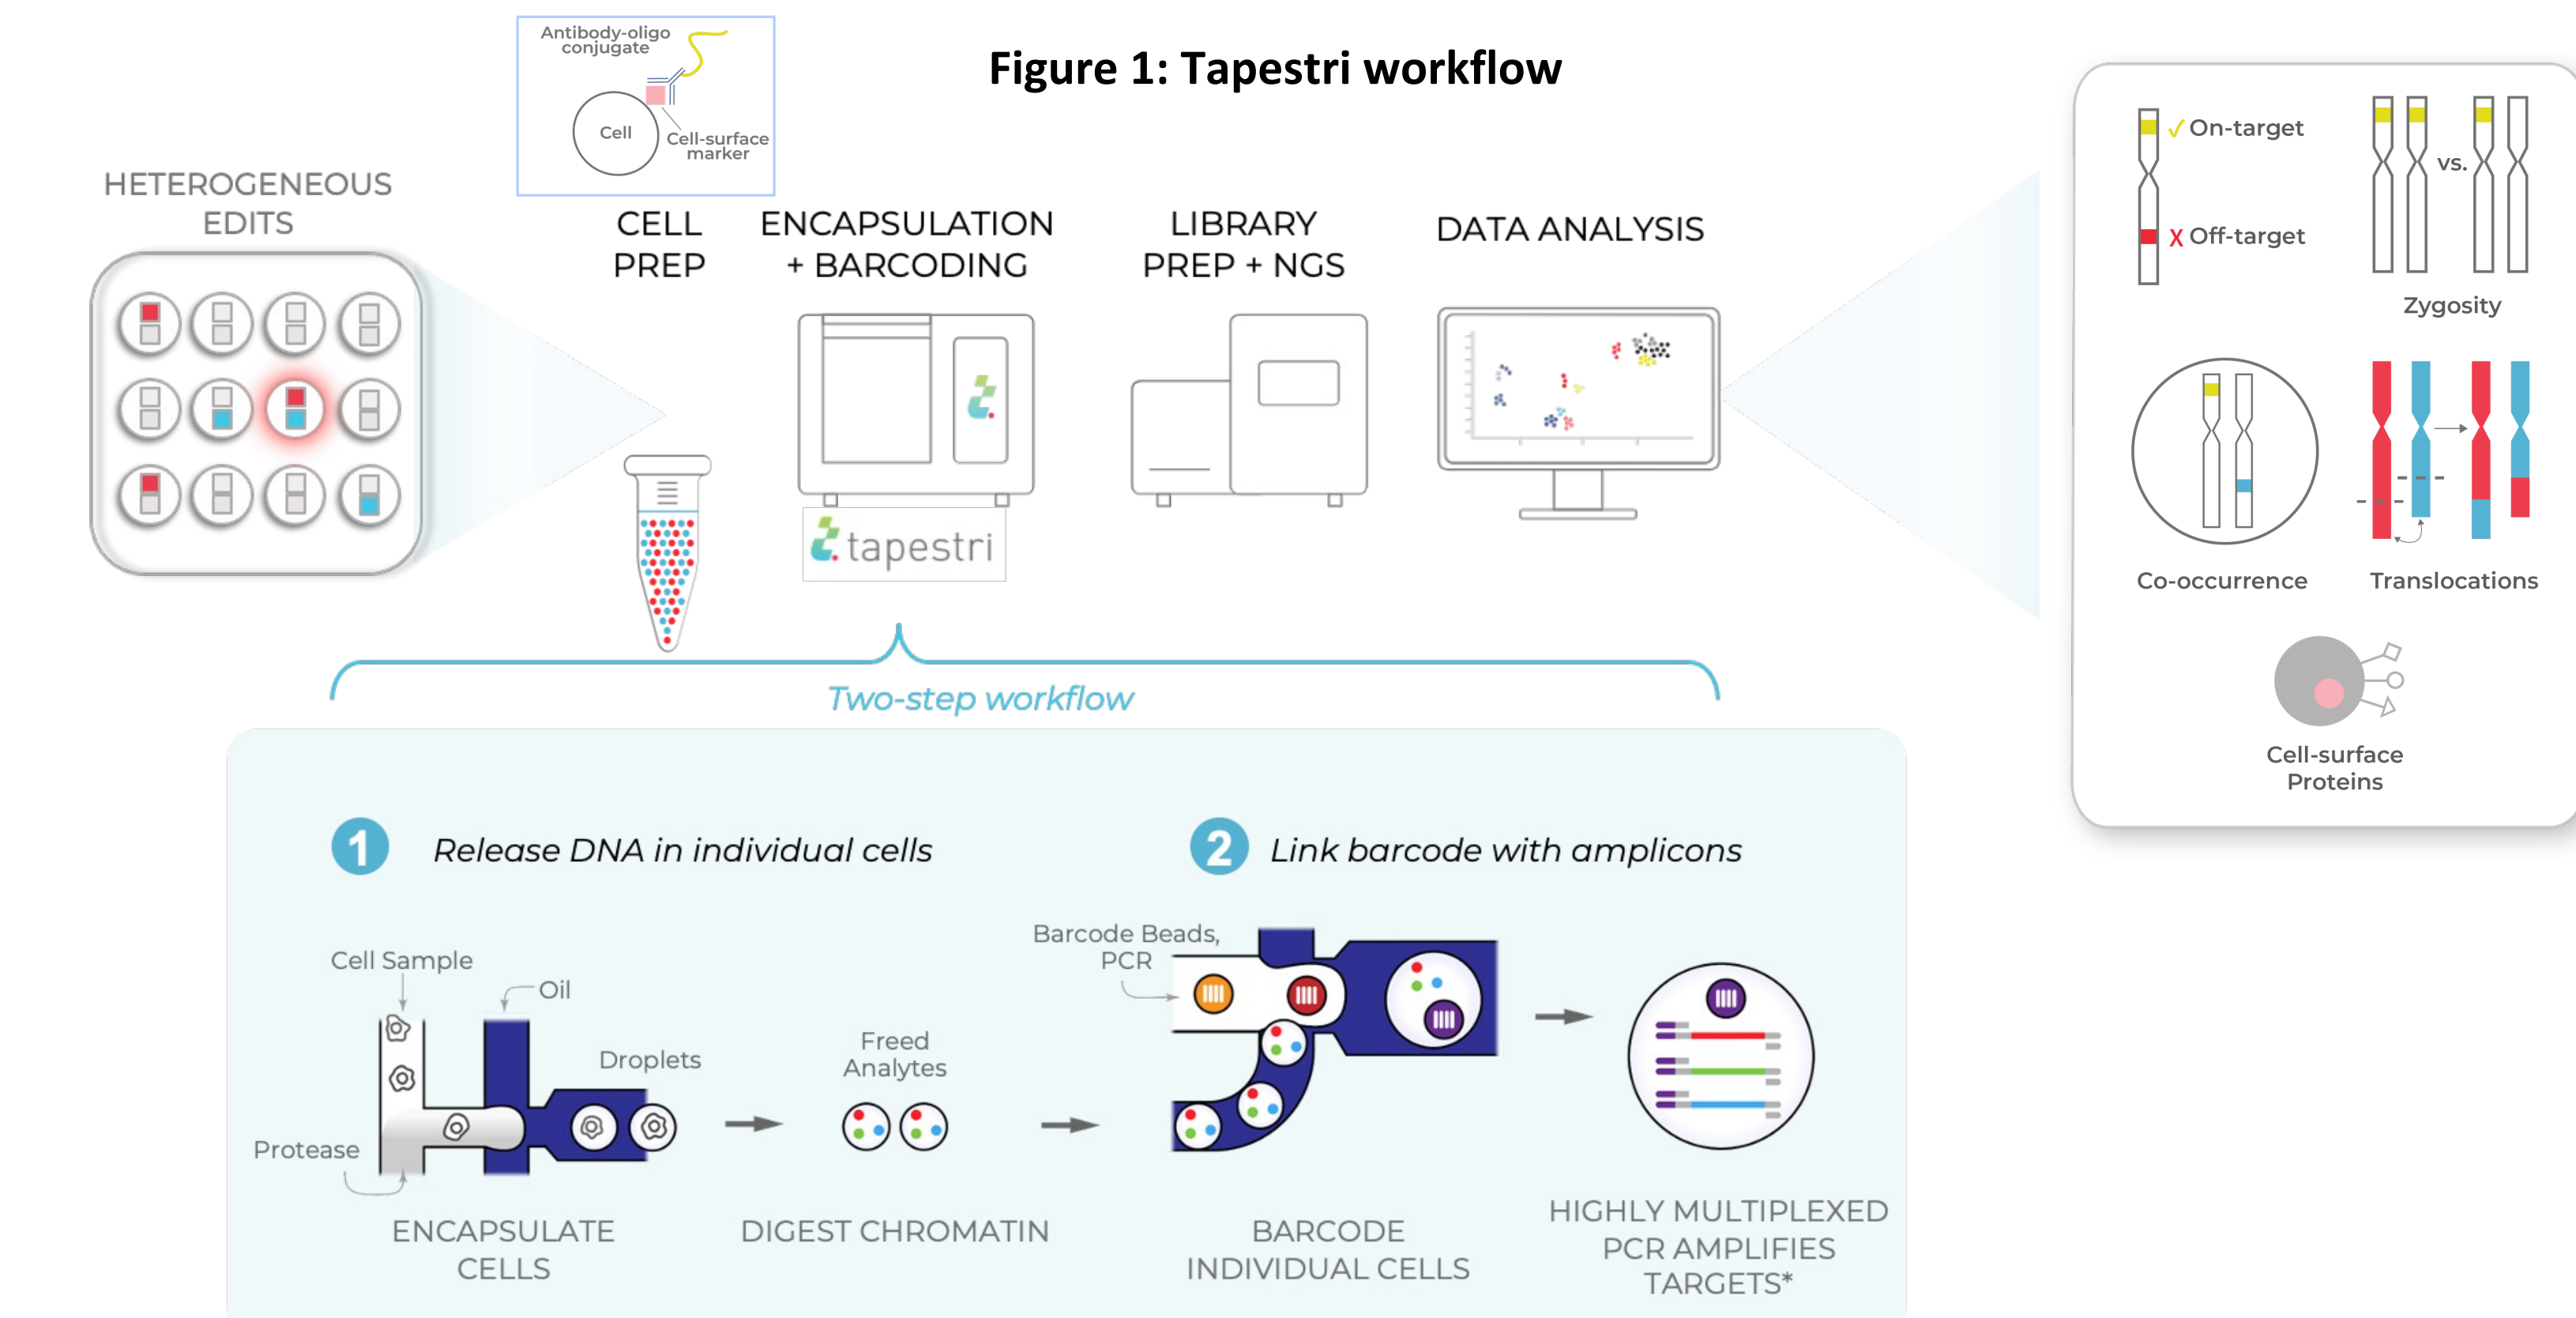 Figure 1: Tapestri workflow
Antibody-oligo
conjugate
Cell
Cell-surface
marker
HETEROGENEOUS
EDITS
CELL
PREP
ENCAPSULATION
+ BARCODING
LIBRARY
PREP + NGS
DATA ANALYSIS
tapestri
✓ On-target
X Off-target
vs.
Zygosity
Co-occurrence
Translocations
Cell-surface
Proteins
Two-step workflow
1 Release DNA in individual cells
2 Link barcode with amplicons
Cell Sample
Oil
Droplets
Protease
Freed
Analytes
Barcode Beads,
PCR
ENCAPSULATE
CELLS
DIGEST CHROMATIN
BARCODE
INDIVIDUAL CELLS
HIGHLY MULTIPLEXED
PCR AMPLIFIES
TARGETS*